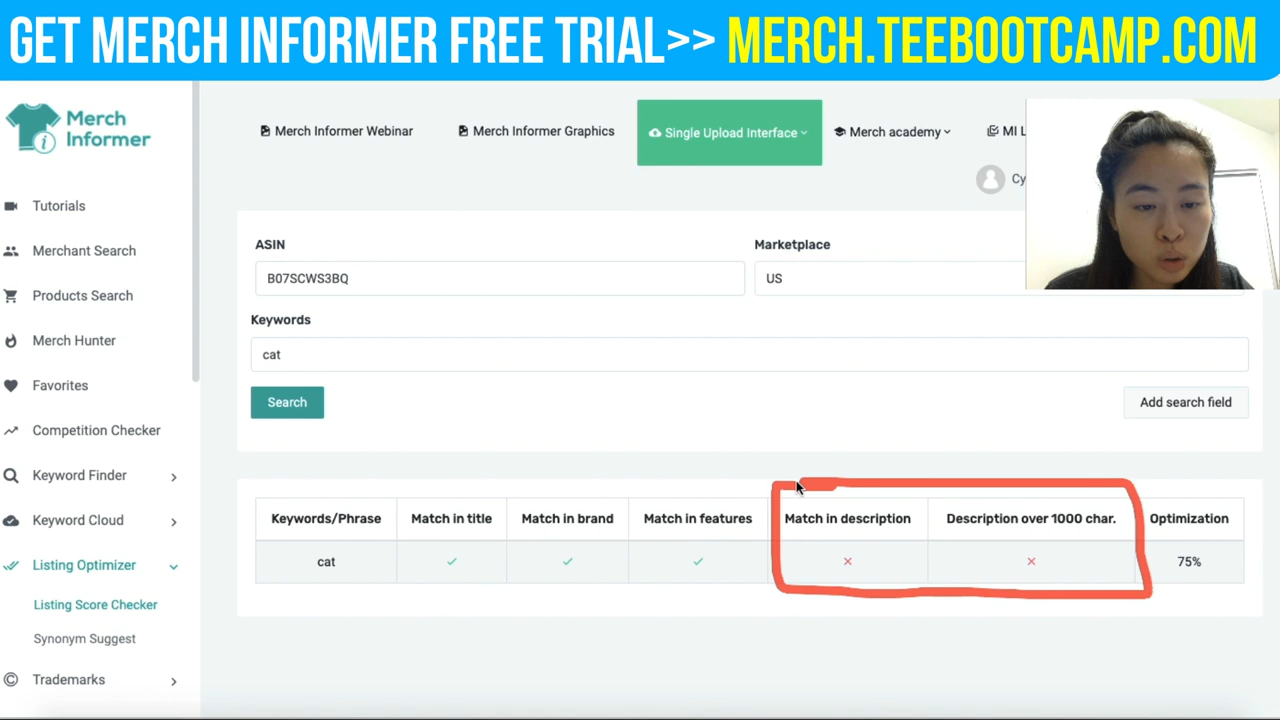 GET MERCH INFORMER FREE TRIAL>> MERCH.TEEBOOTCAMP.COM
Merch
Informer
Merch Informer Webinar
Merch Informer Graphics
Single Upload Interface
Merch academy
MI L
Cy
Tutorials
Merchant Search
Products Search
Merch Hunter
Favorites
Competition Checker
Keyword Finder
Keyword Cloud
Listing Optimizer
Listing Score Checker
Synonym Suggest
Trademarks
ASIN
Marketplace
B07SCWS3BQ
US
Keywords
cat
Search
Add search field
Keywords/Phrase Match in title Match in brand Match in features Match in description Description over 1000 char. Optimization
cat 75%